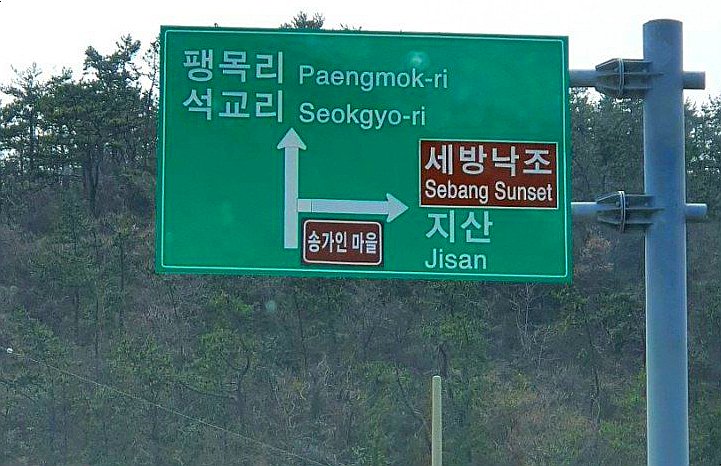 팽목리 Paengmok-ri
석교리 Seokgyo-ri
세방낙조
Sebang Sunset
지산
Jisan
송가인 마을